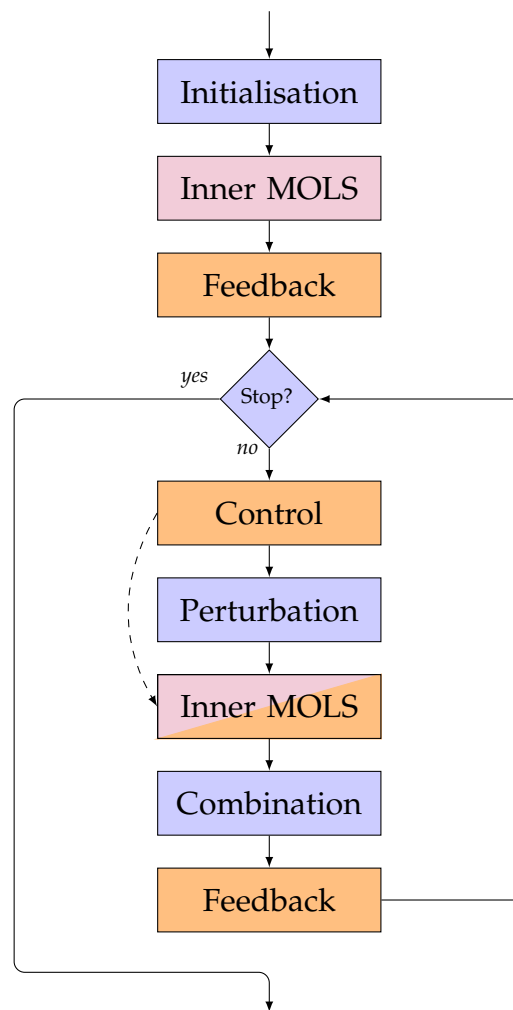 Initialisation
Inner MOLS
Feedback
yes
Stop?
no
Control
Perturbation
Inner MOLS
Combination
Feedback